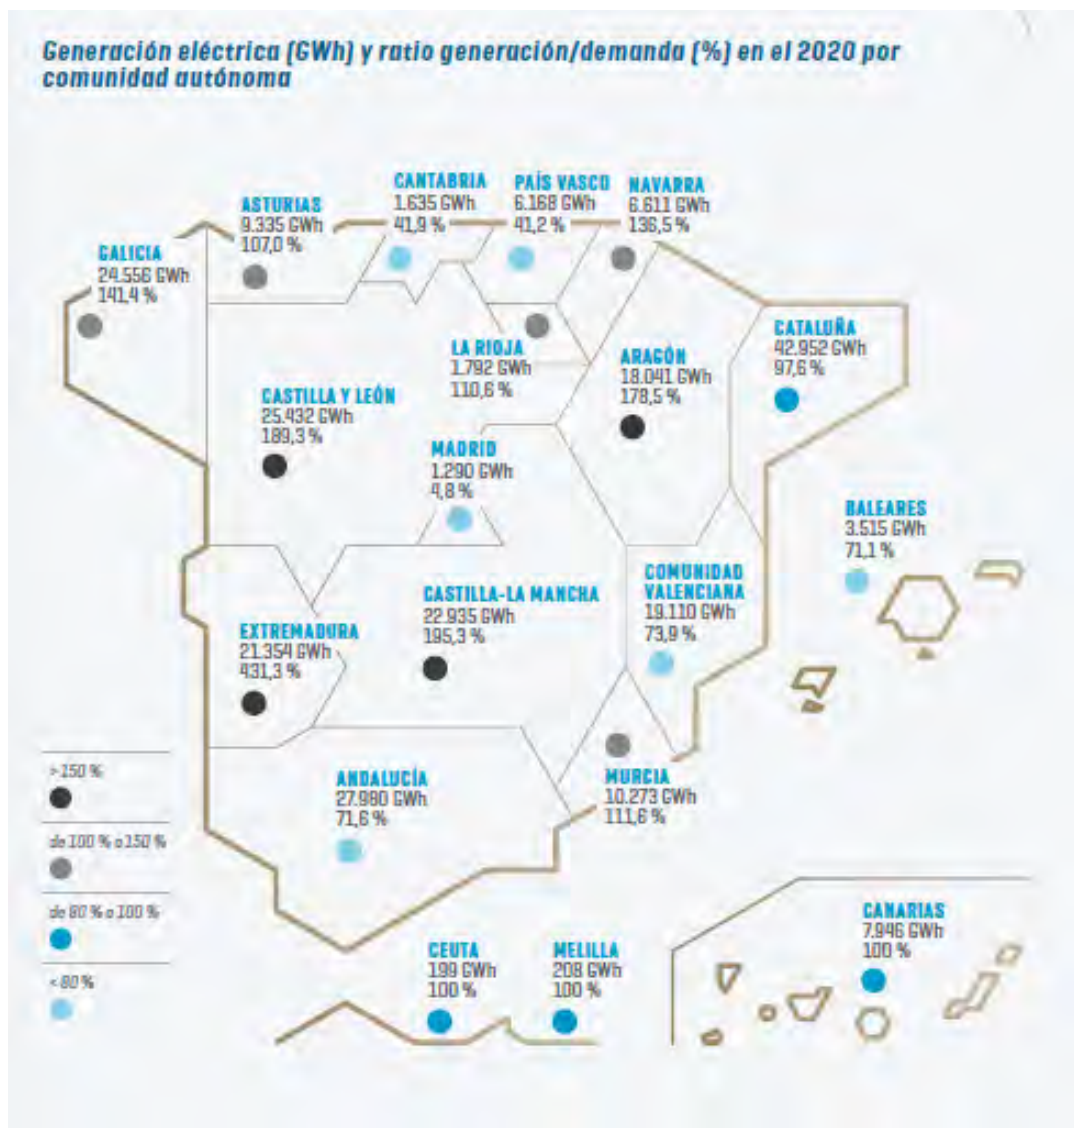 Generación eléctrica (GWh) y ratio generación/demanda (%) en el 2020 por
comunidad autónoma
CANTABRIA
1.635 GWh
41,9 %
PAÍS VASCO
6.168 GWh
41,2 %
NAVARRA
6.611 GWh
136,5 %
ASTURIAS
9.335 GWh
107,0 %
GALICIA
24.556 GWh
141,4 %
CATALUÑA
42.952 GWh
97,6 %
LA RIOJA
1.792 GWh
110,6 %
ARAGÓN
18.041 GWh
178,5 %
CASTILLA Y LEÓN
25.432 GWh
189,3 %
MADRID
1.290 GWh
4,8 %
BALEARES
3.515 GWh
71,1 %
COMUNIDAD
VALENCIANA
19.110 GWh
73,9 %
CASTILLA-LA MANCHA
22.935 GWh
195,3 %
EXTREMADURA
21.354 GWh
431,3 %
ANDALUCÍA
27.980 GWh
71,6 %
MURCIA
10.273 GWh
111,6 %
>150 %
de 100 % a 150 %
de 80 % a 100 %
<80 %
CEUTA
199 GWh
100 %
MELILLA
208 GWh
100 %
CANARIAS
7.946 GWh
100 %